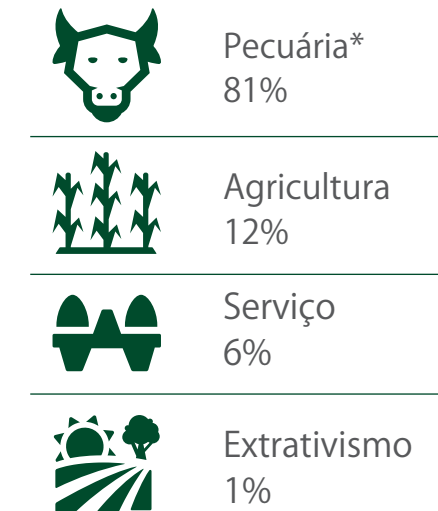 Pecuária*
81%
Agricultura
12%
Serviço
6%
Extrativismo
1%